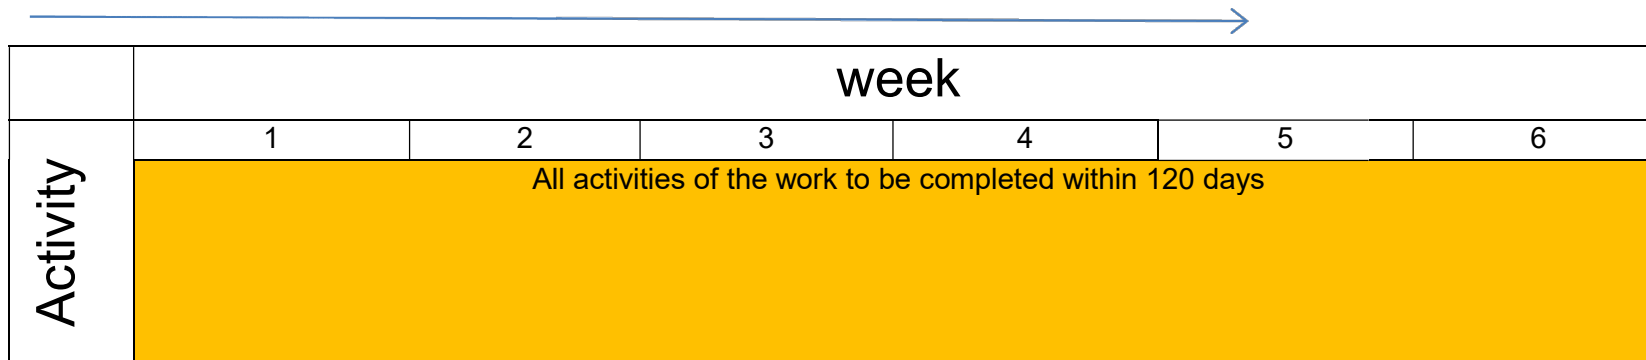 week
1 2 3 4 5 6
All activities of the work to be completed within 120 days
Activity